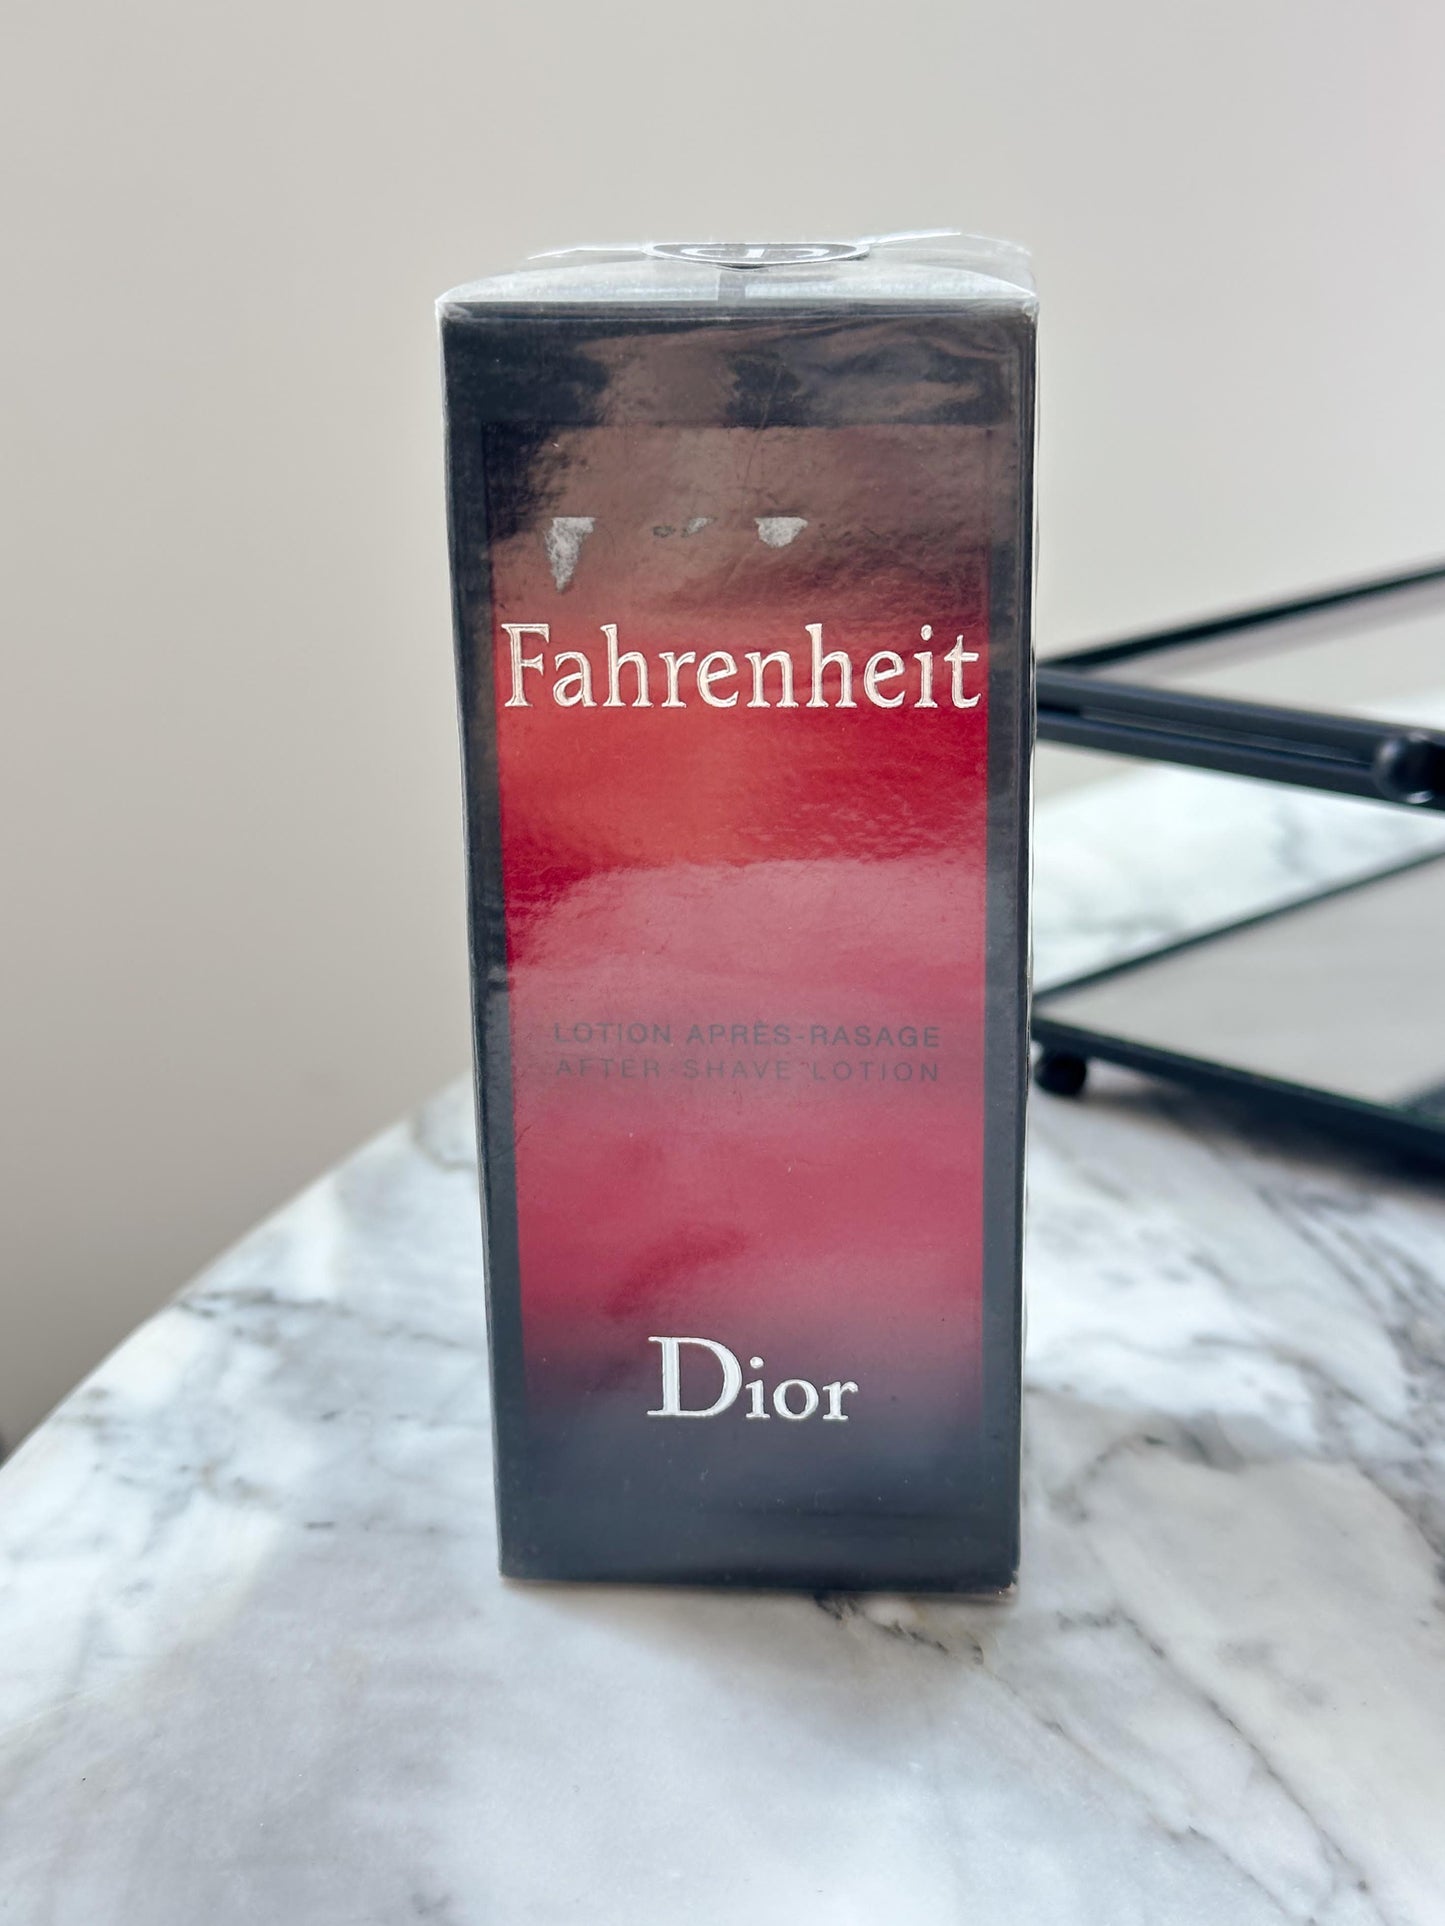 Fahrenheit
LOTION APRÈS-RASAGE
AFTER-SHAVE LOTION
Dior